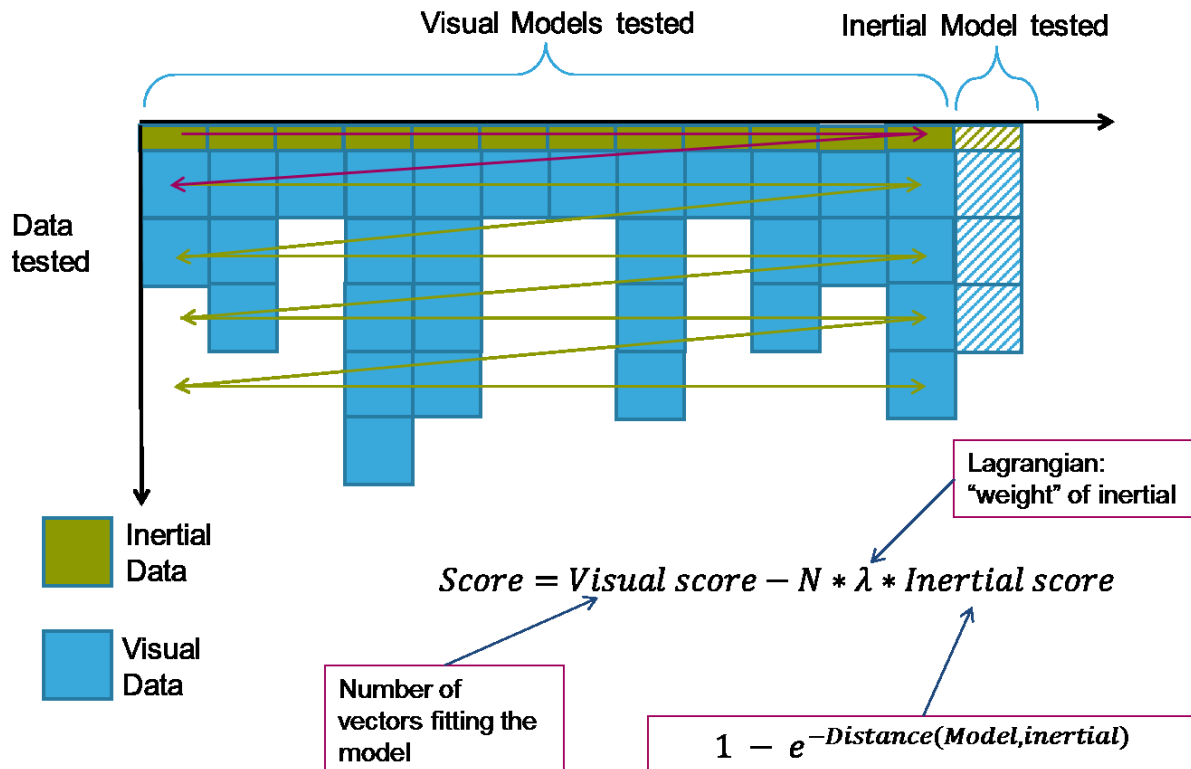 Visual Models tested
Inertial Model tested
Data
tested
Lagrangian:
“weight” of inertial
Inertial
Data
Score = Visual score − N * λ * Inertial score
Visual
Data
Number of
vectors fitting the
model
1 − e^{−Distance(Model,inertial)}